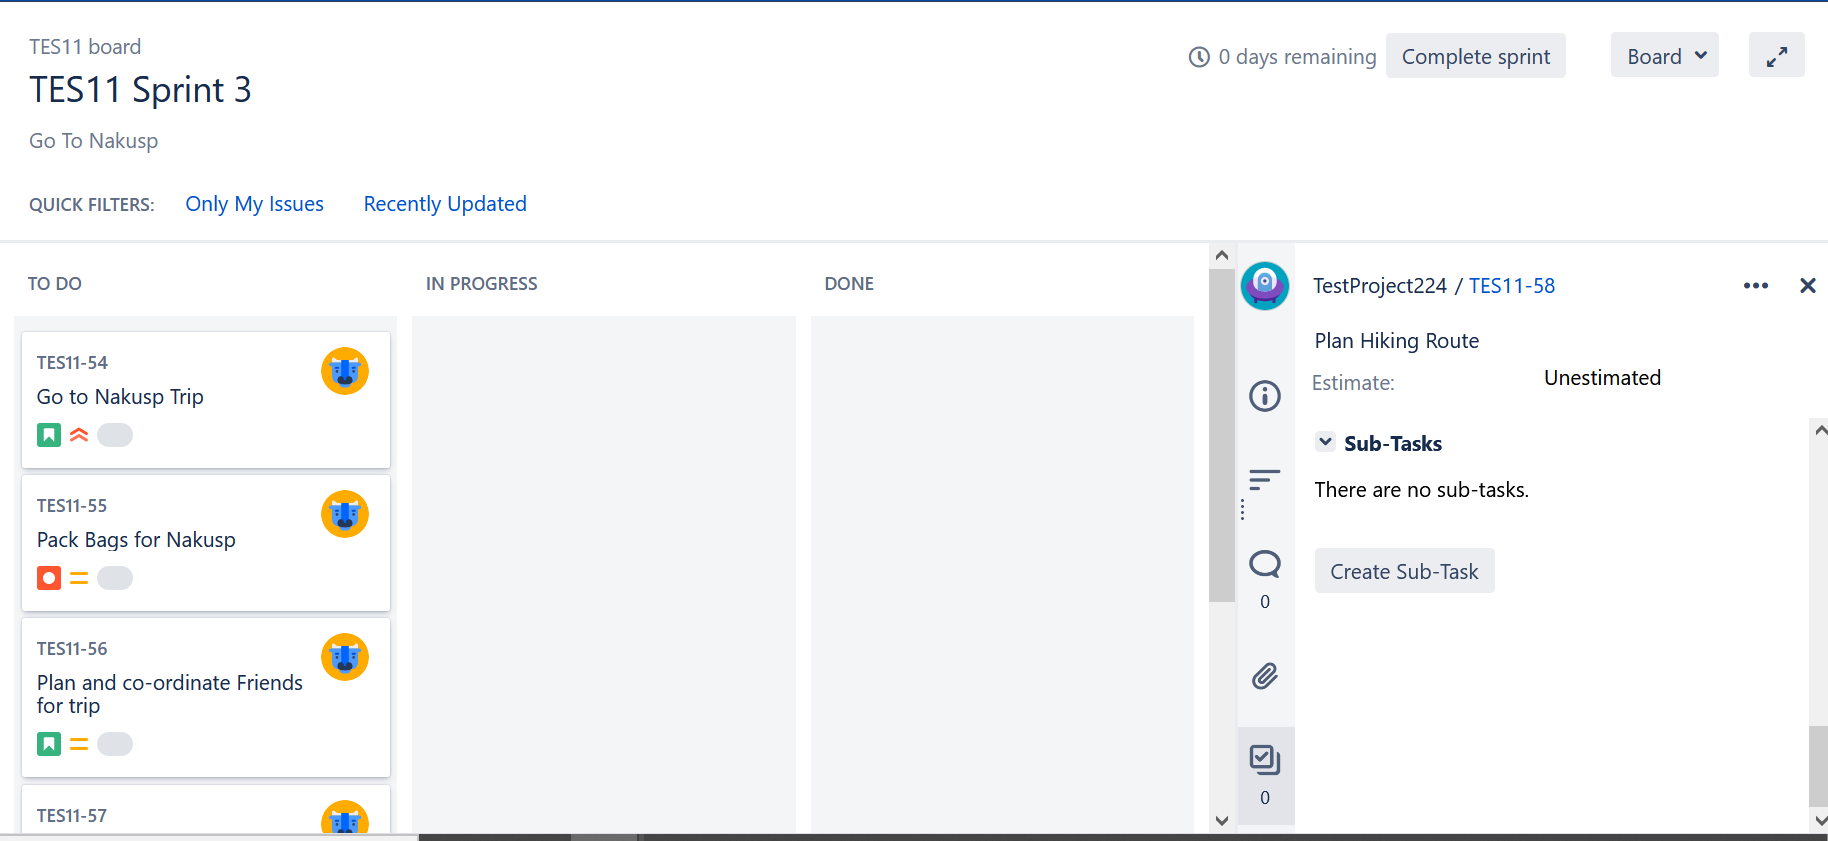 TES11 board
TES11 Sprint 3
Go To Nakusp
0 days remaining
Complete sprint
Board
QUICK FILTERS:
Only My Issues
Recently Updated
TO DO
IN PROGRESS
DONE
TES11-54
Go to Nakusp Trip
TES11-55
Pack Bags for Nakusp
TES11-56
Plan and co-ordinate Friends
for trip
TES11-57
0
0
TestProject224 / TES11-58
Plan Hiking Route
Estimate:
Unestimated
Sub-Tasks
There are no sub-tasks.
Create Sub-Task